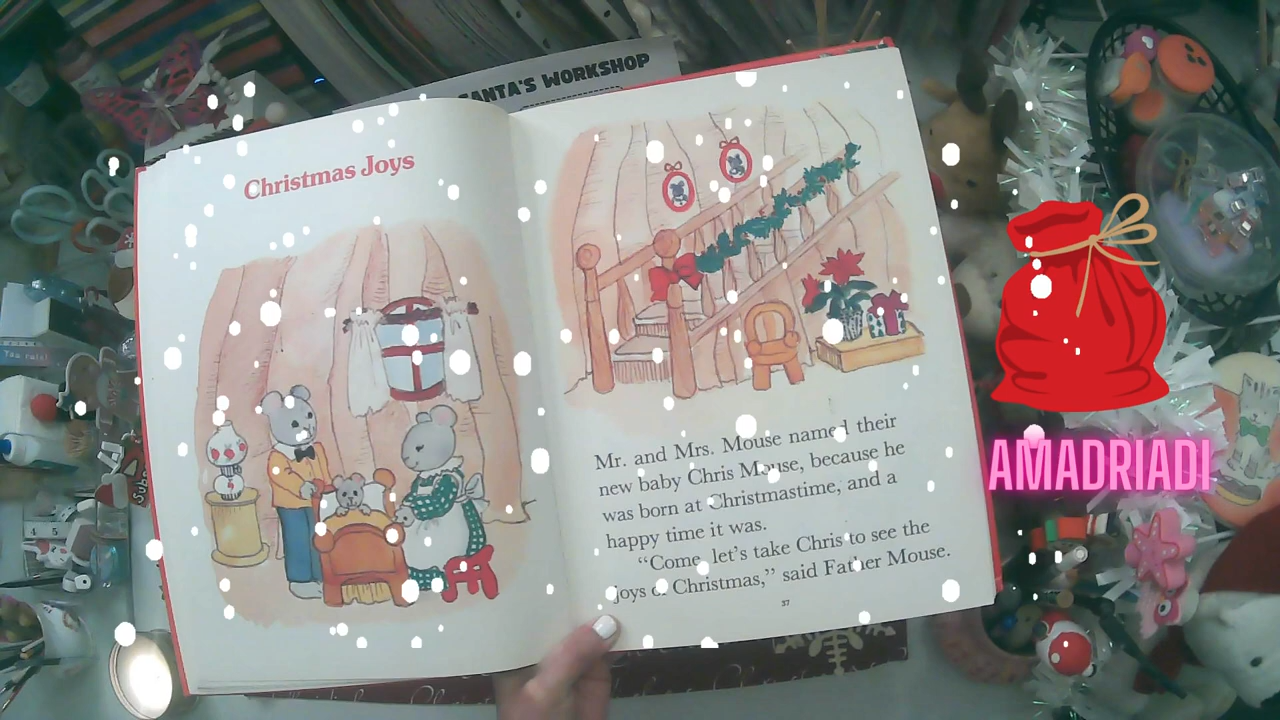 SANTA'S WORKSHOP
Christmas Joys
Mr. and Mrs. Mouse named their
new baby Chris Mouse, because he
was born at Christmastime, and a
happy time it was.
"Come, let's take Chris to see the
joys of Christmas," said Father Mouse.
37
AMADRIADI
You rule!